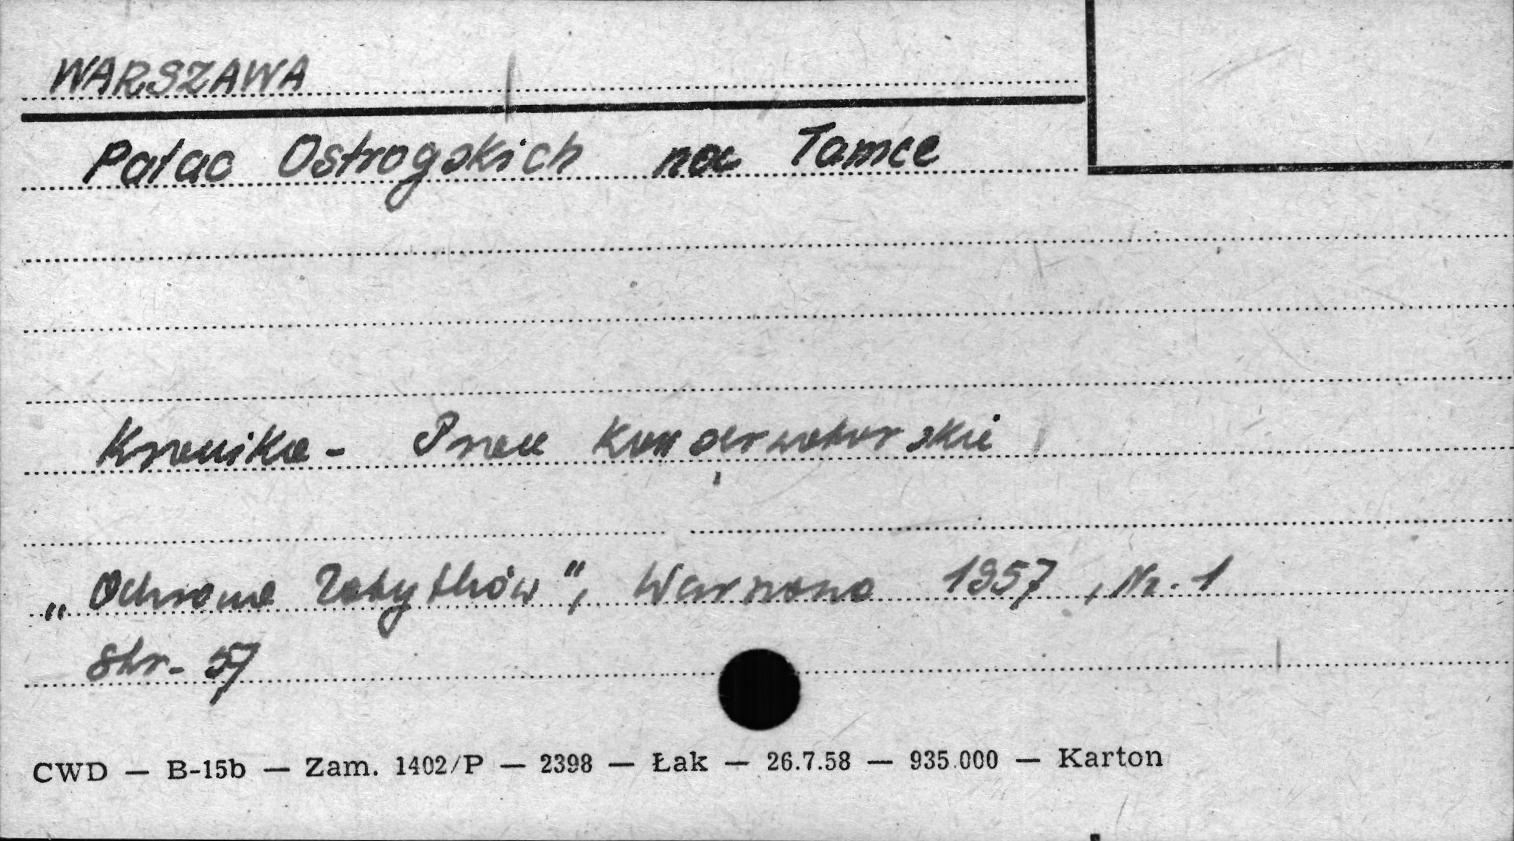 WARSZAWA
Pałac Ostrogskich na Tamce
Kronika - Prace konserwatorskie
„Ochrona Zabytków", Warszawa 1957, Nr. 1
str. 57
CWD — B-15b — Zam. 1402/P — 2398 — Łak — 26.7.58 — 935.000 — Karton